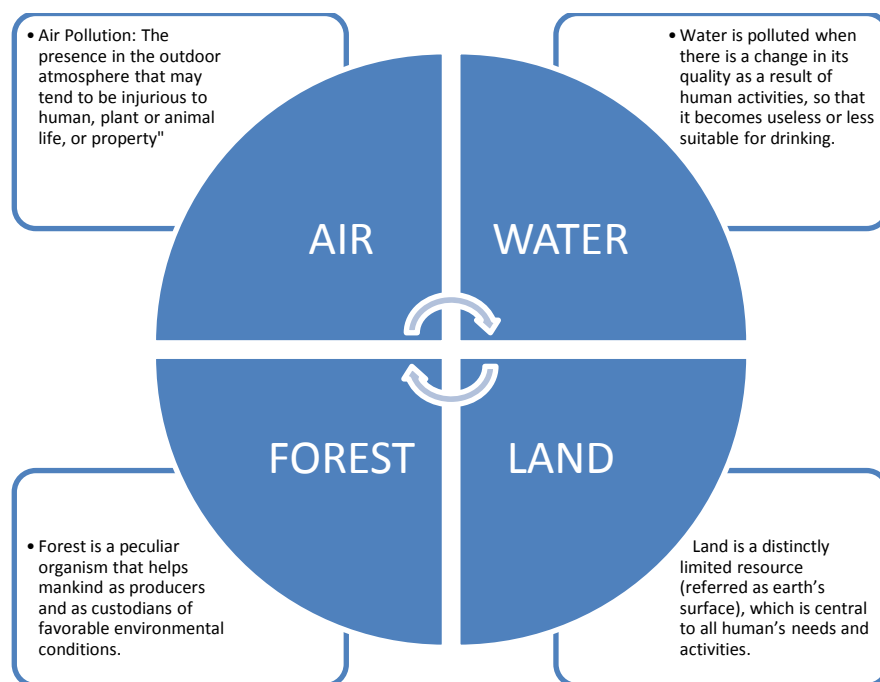 • Air Pollution: The
presence in the outdoor
atmosphere that may
tend to be injurious to
human, plant or animal
life, or property"
• Water is polluted when
there is a change in its
quality as a result of
human activities, so that
it becomes useless or less
suitable for drinking.
AIR
WATER
FOREST
LAND
• Forest is a peculiar
organism that helps
mankind as producers
and as custodians of
favorable environmental
conditions.
Land is a distinctly
limited resource
(referred as earth's
surface), which is central
to all human's needs and
activities.